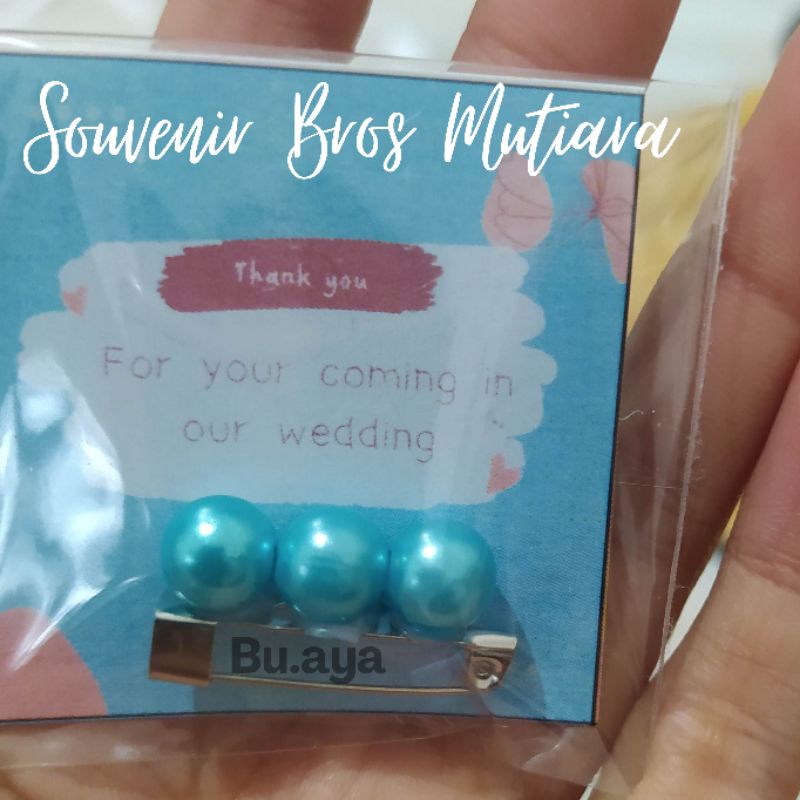 Souvenir Bros Mutiara
Thank you
For your coming in
our wedding
Bu.aya